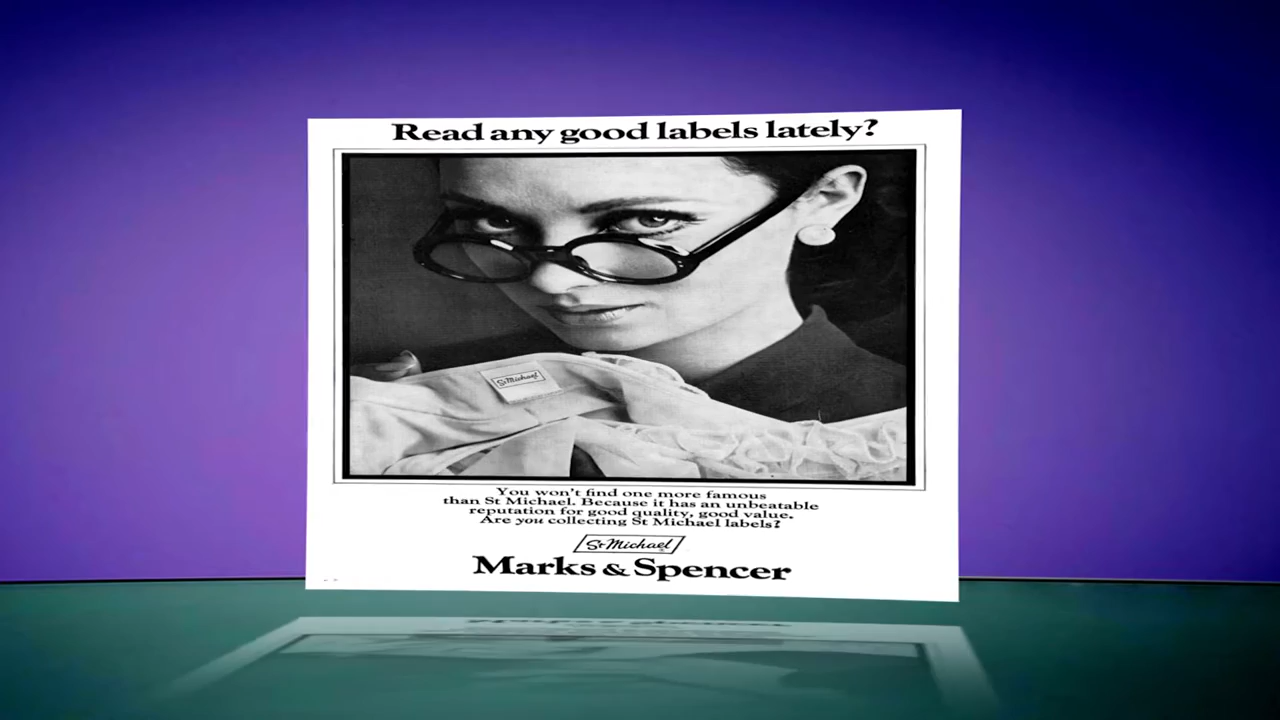 Read any good labels lately?
St Michael
You won't find one more famous
than St Michael. Because it has an unbeatable
reputation for good quality, good value.
Are you collecting St Michael labels?
St Michael®
Marks & Spencer